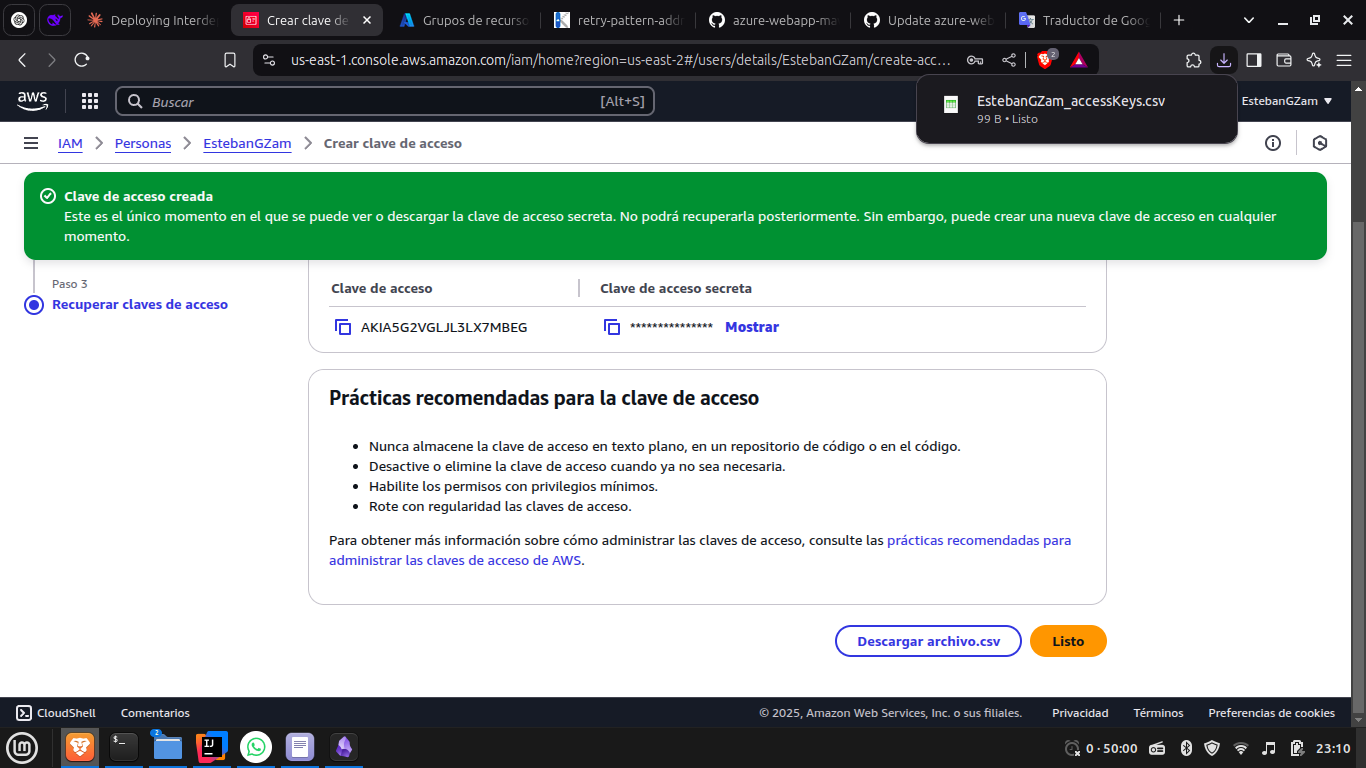 Deploying Interde
Crear clave de
Grupos de recurso
retry-pattern-add
azure-webapp-ma
Update azure-web
Traductor de Goo
us-east-1.console.aws.amazon.com/iam/home?region=us-east-2#/users/details/EstebanGZam/create-acc...
2
EstebanGZam_accessKeys.csv
99 B • Listo
aws
Buscar
[Alt+S]
EstebanGZam
IAM
Personas
EstebanGZam
Crear clave de acceso
Clave de acceso creada
Este es el único momento en el que se puede ver o descargar la clave de acceso secreta. No podrá recuperarla posteriormente. Sin embargo, puede crear una nueva clave de acceso en cualquier
momento.
Paso 3
Recuperar claves de acceso
Clave de acceso
Clave de acceso secreta
AKIA5G2VGLJL3LX7MBEG
***************
Mostrar
Prácticas recomendadas para la clave de acceso
• Nunca almacene la clave de acceso en texto plano, en un repositorio de código o en el código.
• Desactive o elimine la clave de acceso cuando ya no sea necesaria.
• Habilite los permisos con privilegios mínimos.
• Rote con regularidad las claves de acceso.
Para obtener más información sobre cómo administrar las claves de acceso, consulte las prácticas recomendadas para
administrar las claves de acceso de AWS.
Descargar archivo.csv
Listo
CloudShell
Comentarios
© 2025, Amazon Web Services, Inc. o sus filiales.
Privacidad
Términos
Preferencias de cookies
$_
2
IJ
0 · 50:00
23:10